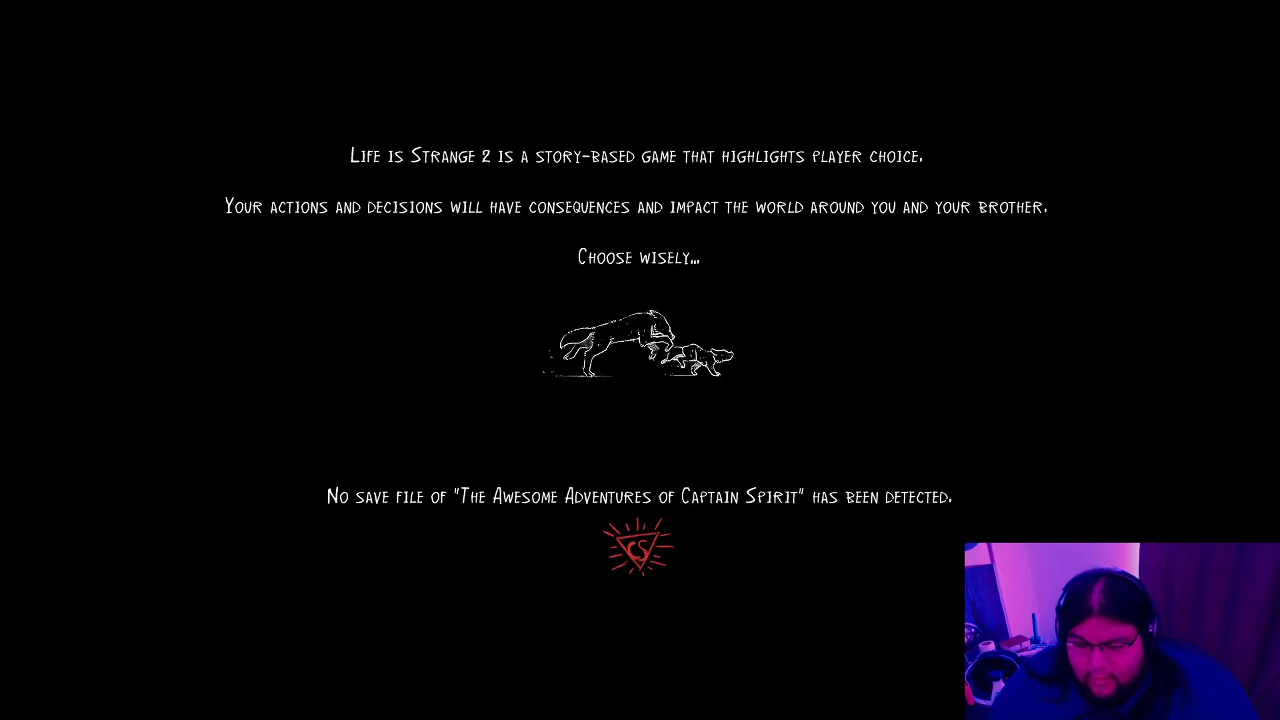 Life is Strange 2 is a story-based game that highlights player choice.
Your actions and decisions will have consequences and impact the world around you and your brother.
Choose wisely...
No save file of "The Awesome Adventures of Captain Spirit" has been detected.
CS